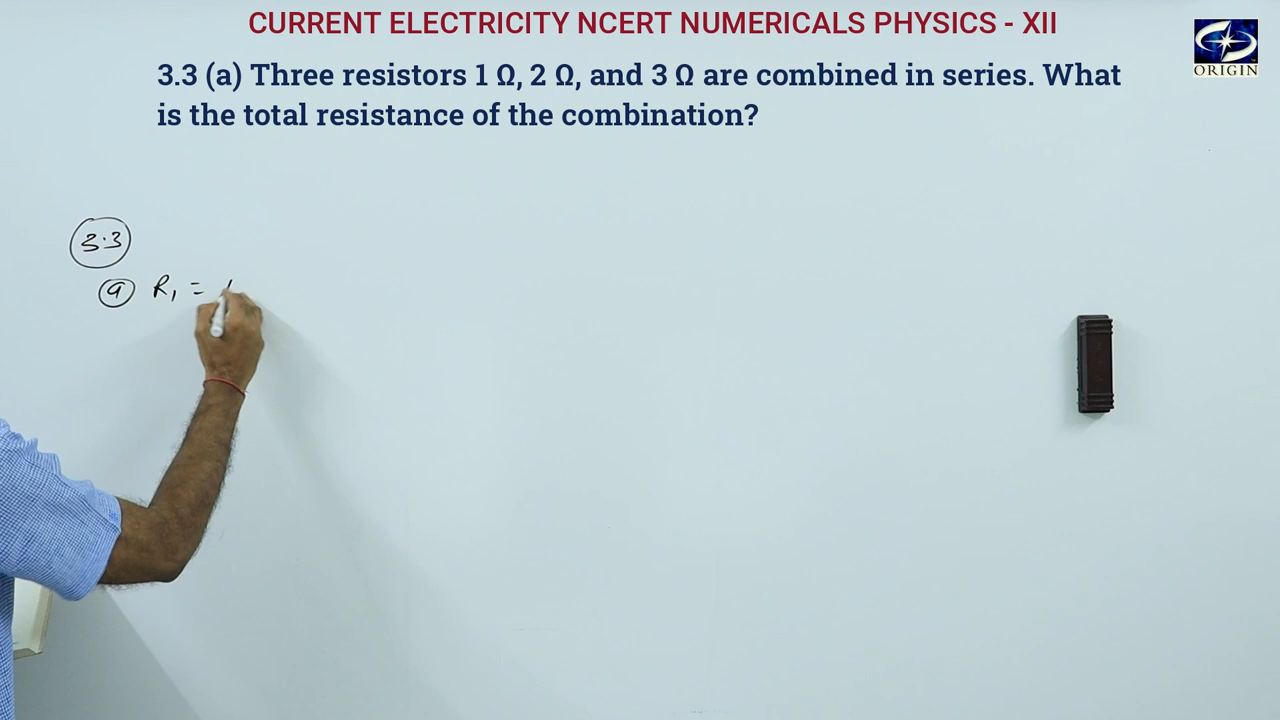 CURRENT ELECTRICITY NCERT NUMERICALS PHYSICS - XII
ORIGIN
3.3 (a) Three resistors 1 Ω, 2 Ω, and 3 Ω are combined in series. What
is the total resistance of the combination?
3.3
a R₁ =